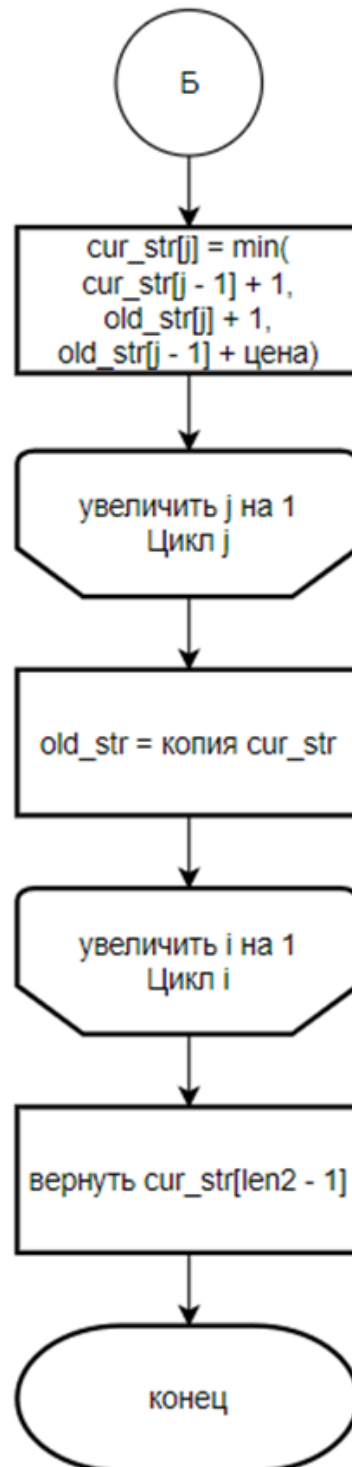 Б
cur_str[j] = min(
cur_str[j - 1] + 1,
old_str[j] + 1,
old_str[j - 1] + цена)
увеличить j на 1
Цикл j
old_str = копия cur_str
увеличить i на 1
Цикл i
вернуть cur_str[len2 - 1]
конец